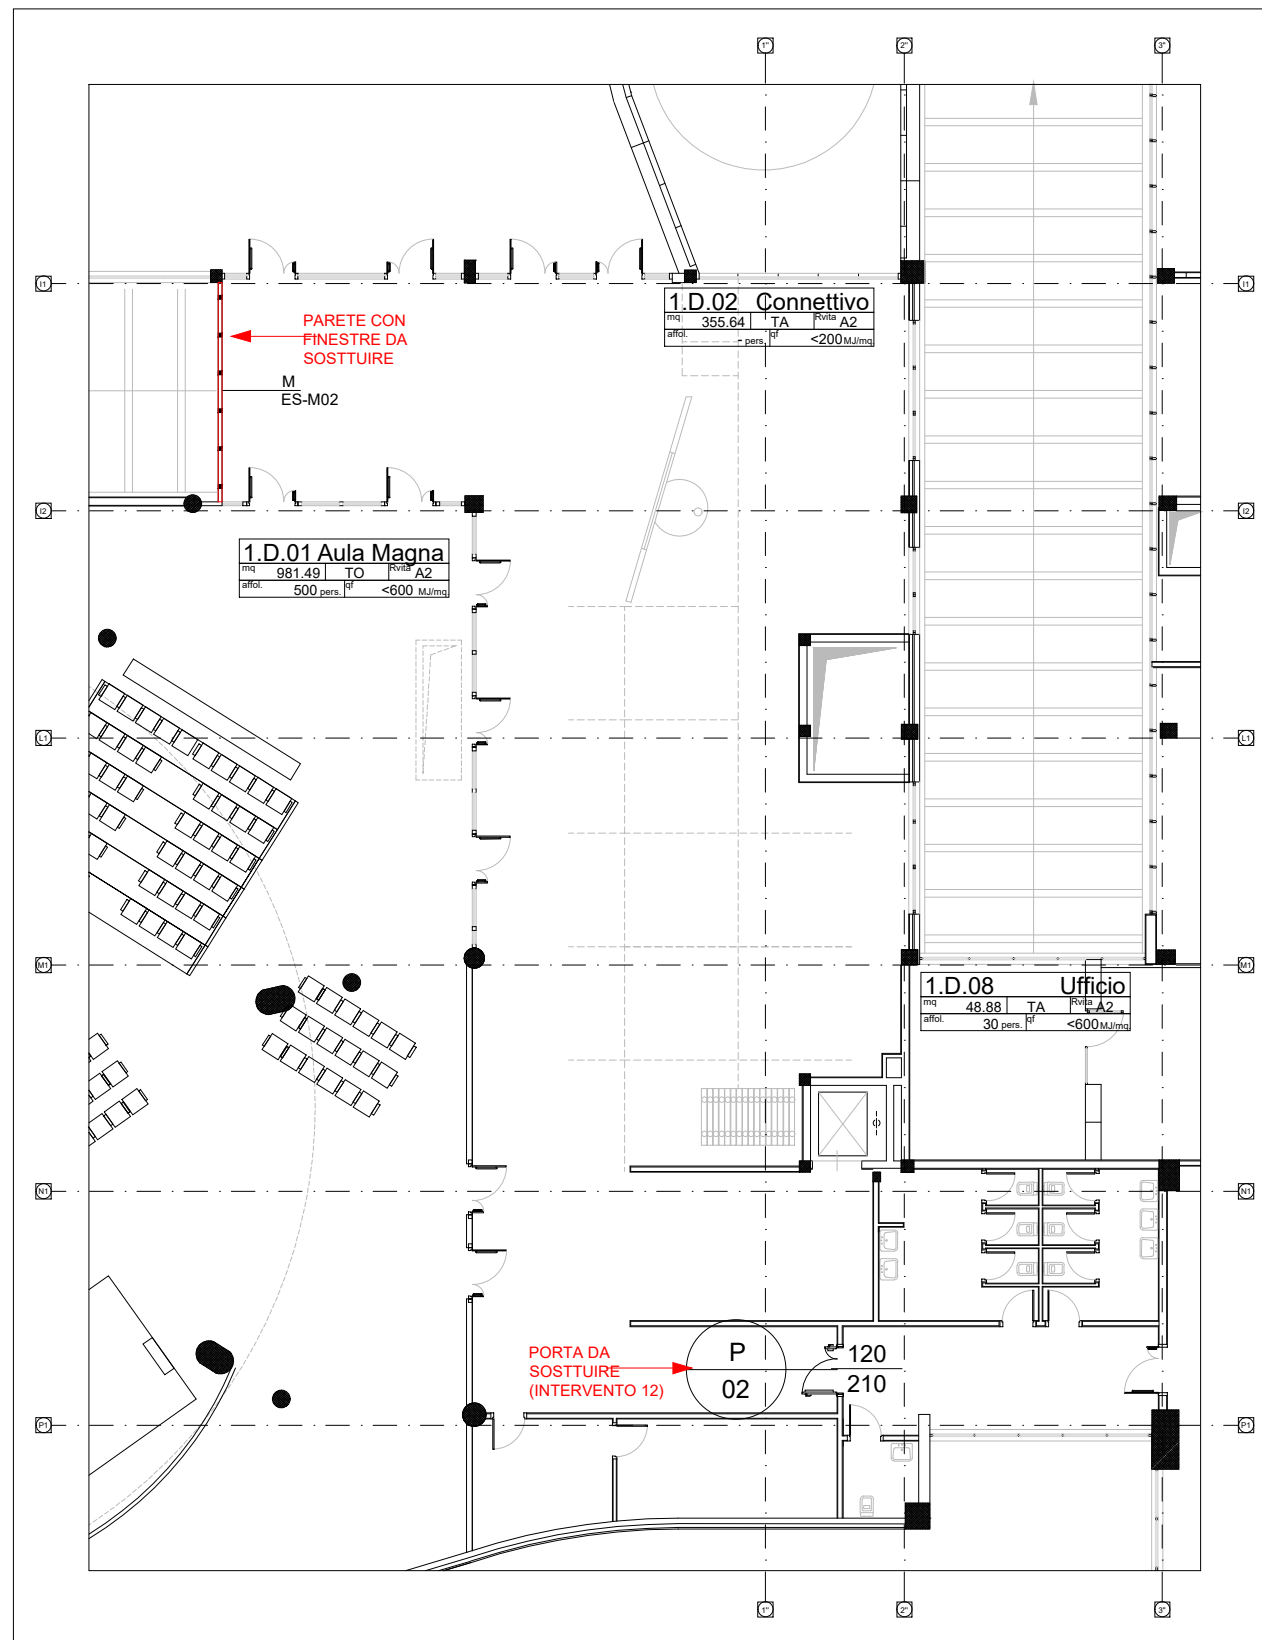 1" 2" 3"
I1 I1
1.D.02 Connettivo
mq 355.64 TA Rvita A2
affol. - pers. qf <200 MJ/mq
PARETE CON
FINESTRE DA
SOSTTUIRE
M
ES-M02
I2 I2
1.D.01 Aula Magna
mq 981.49 TO Rvita A2
affol. 500 pers. qf <600 MJ/mq
L1 L1
M1 M1
1.D.08 Ufficio
mq 48.88 TA Rvita A2
affol. 30 pers. qf <600 MJ/mq
N1 N1
PORTA DA
SOSTTUIRE
(INTERVENTO 12)
P
02
120
210
P1 P1
1" 2" 3"